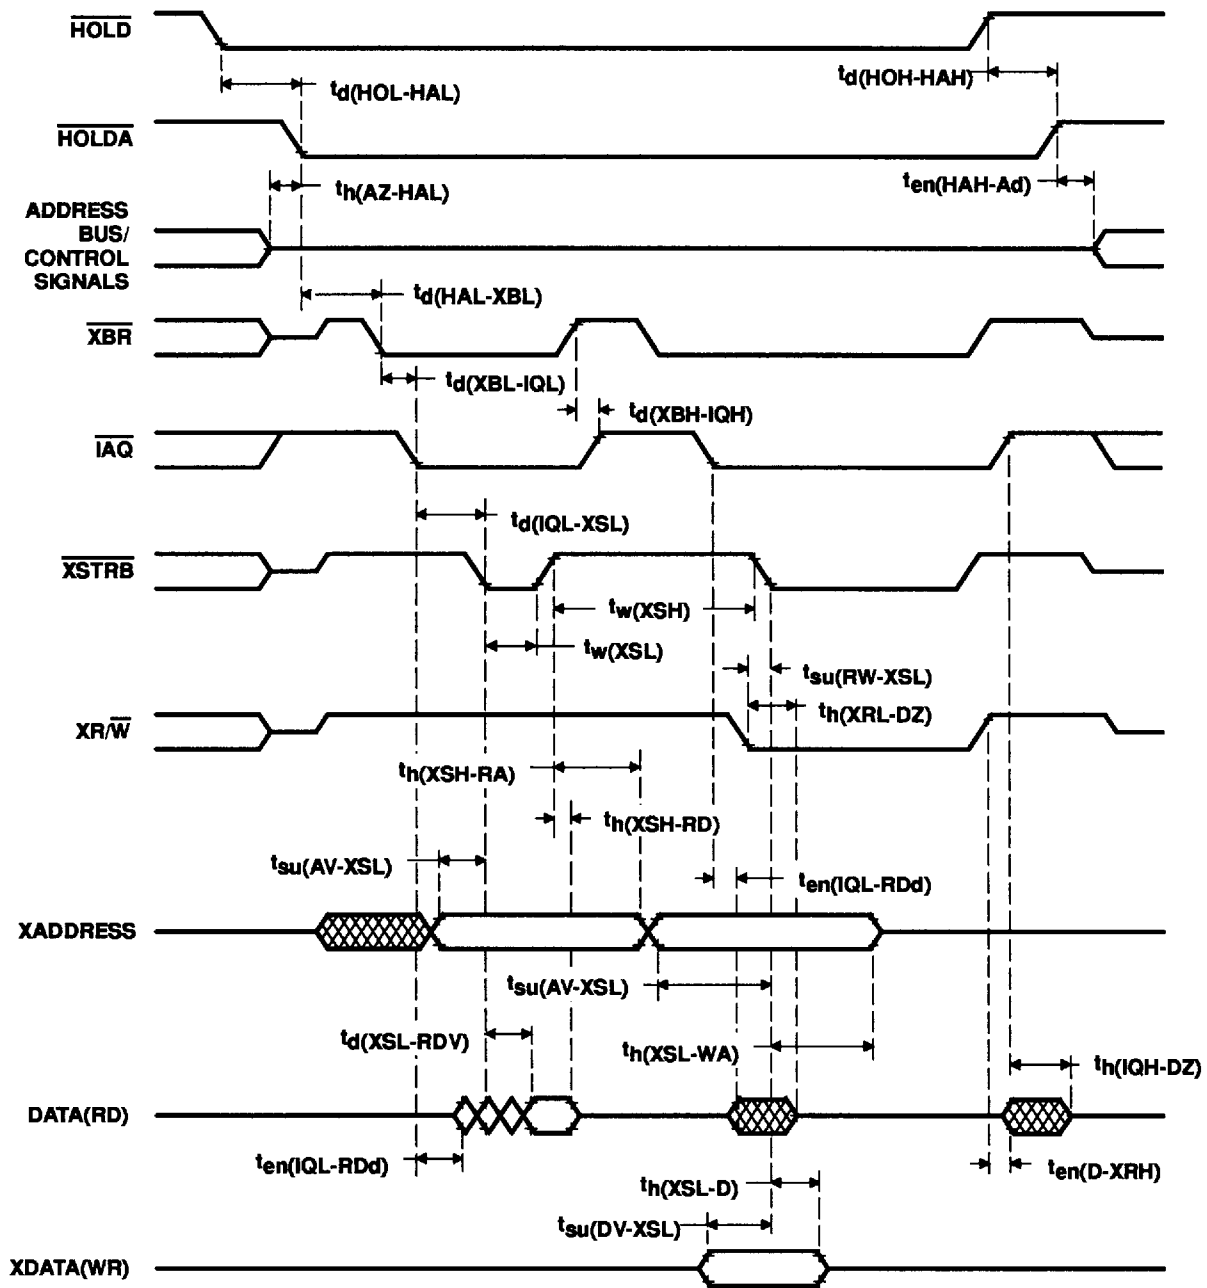 HOLD
td(HOL-HAL)
td(HOH-HAH)
HOLDA
th(AZ-HAL)
ten(HAH-Ad)
ADDRESS
BUS/
CONTROL
SIGNALS
td(HAL-XBL)
XBR
td(XBL-IQL)
td(XBH-IQH)
IAQ
td(IQL-XSL)
XSTRB
tw(XSH)
tw(XSL)
tsu(RW-XSL)
XR/W
th(XRL-DZ)
th(XSH-RA)
th(XSH-RD)
tsu(AV-XSL)
ten(IQL-RDd)
XADDRESS
tsu(AV-XSL)
td(XSL-RDV)
th(XSL-WA)
th(IQH-DZ)
DATA(RD)
ten(IQL-RDd)
ten(D-XRH)
th(XSL-D)
tsu(DV-XSL)
XDATA(WR)